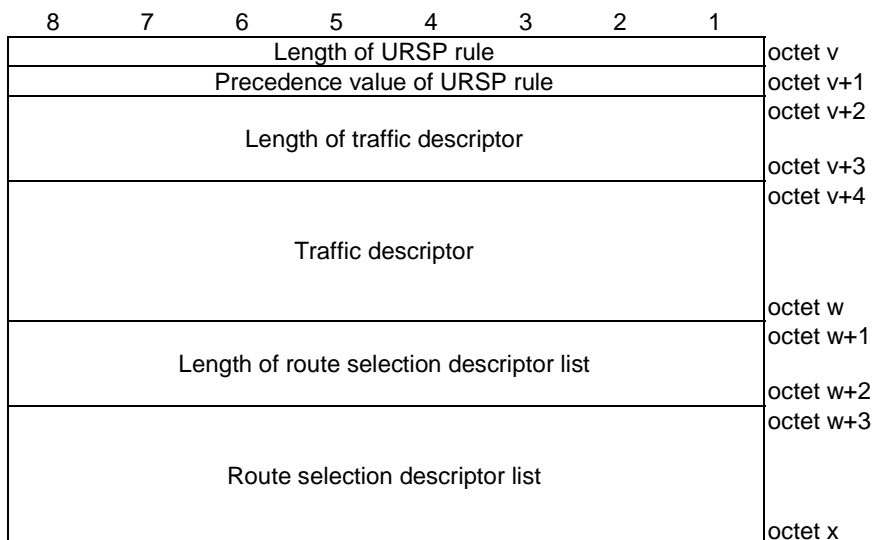 8 7 6 5 4 3 2 1
Length of URSP rule octet v
Precedence value of URSP rule octet v+1
octet v+2
Length of traffic descriptor
octet v+3
octet v+4
Traffic descriptor
octet w
octet w+1
Length of route selection descriptor list
octet w+2
octet w+3
Route selection descriptor list
octet x